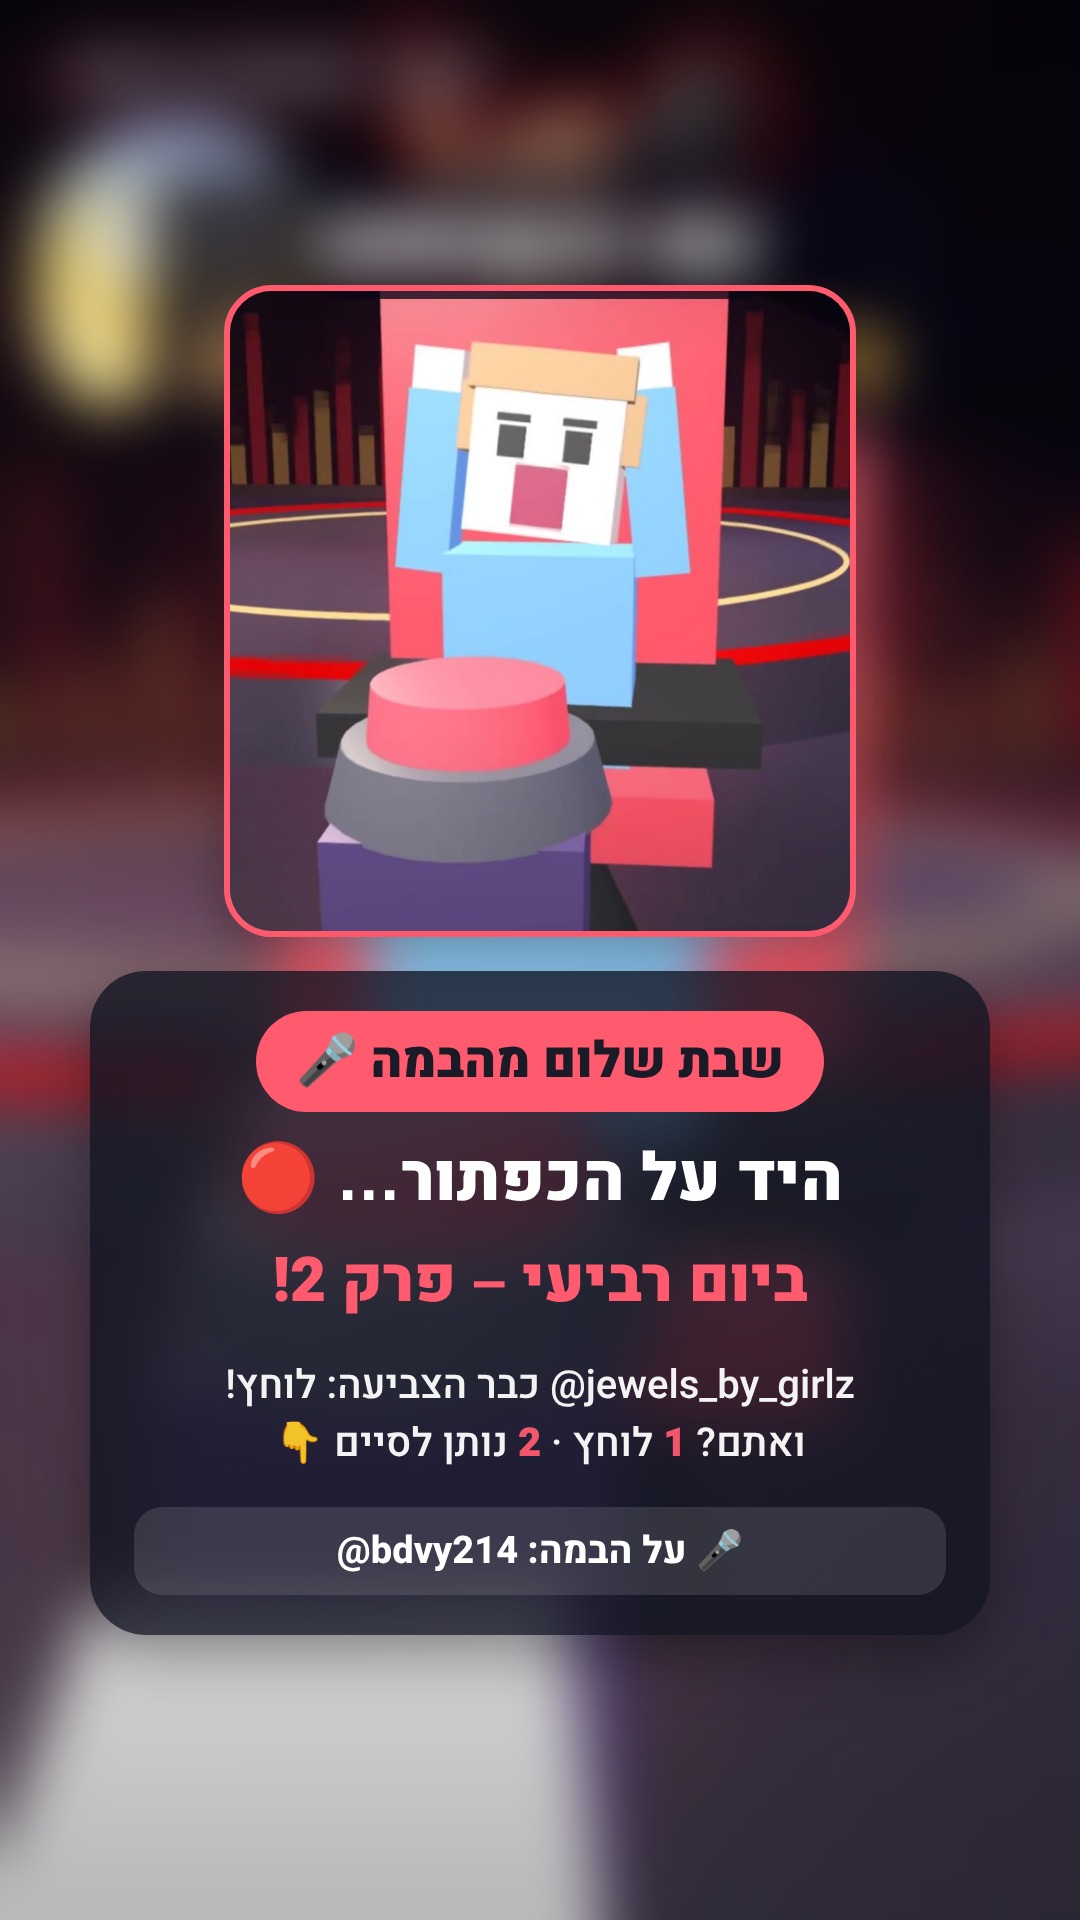 שבת שלום מהבמה 🎤
היד על הכפתור... 🔴
ביום רביעי – פרק 2!
@jewels_by_girlz כבר הצביעה: לוחץ!
ואתם? 1 לוחץ · 2 נותן לסיים 👇
🎤 על הבמה: @bdvy214